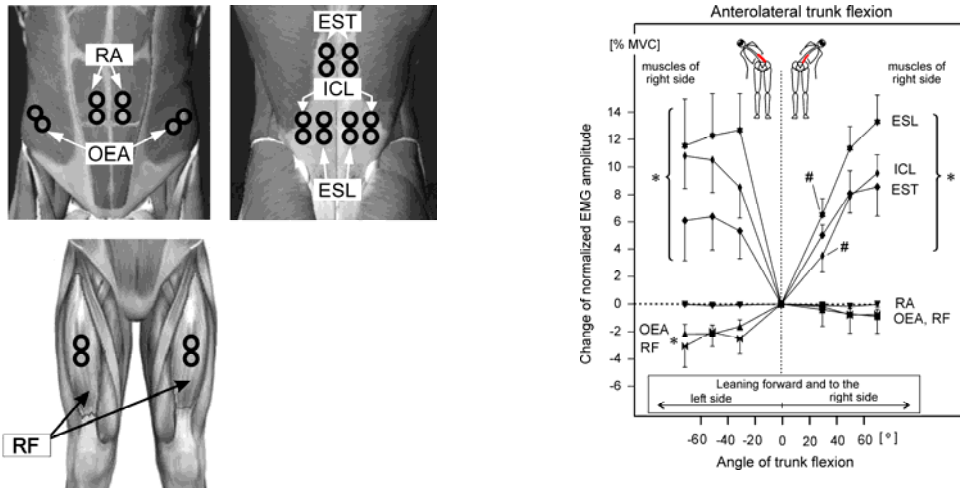 RA
OEA
EST
ICL
ESL
RF
Anterolateral trunk flexion
[% MVC]
muscles of
right side
muscles of
right side
Change of normalized EMG amplitude
14
12
10
8
6
4
2
0
-2
-4
-6
*
#
#
*
ESL
ICL
EST
RA
OEA, RF
OEA
RF *
Leaning forward and to the
left side
right side
-60 -40 -20 0 20 40 60 [°]
Angle of trunk flexion